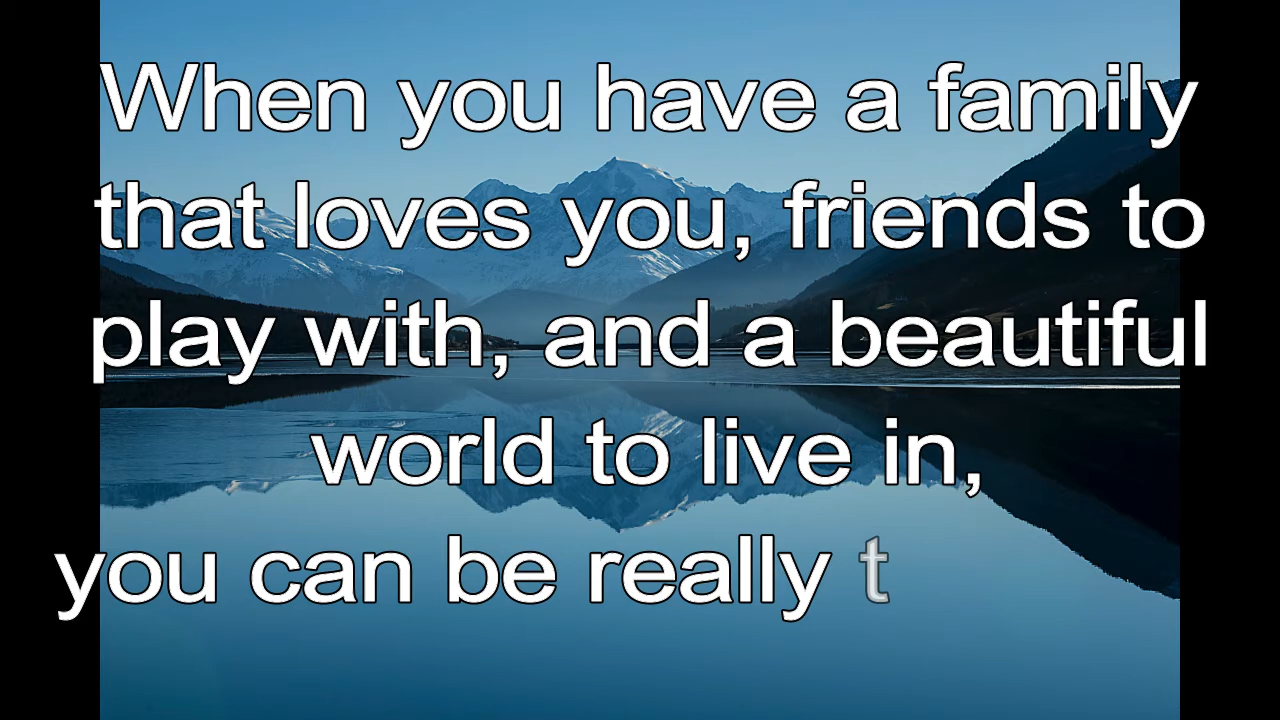 When you have a family
that loves you, friends to
play with, and a beautiful
world to live in,
you can be really t